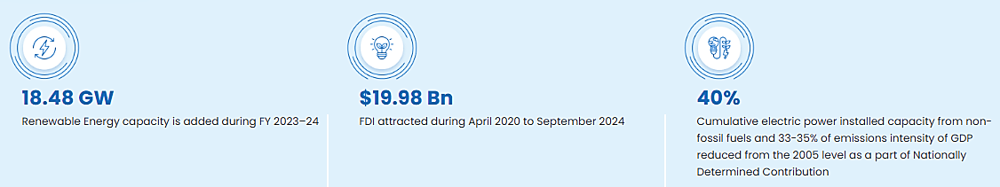 18.48 GW
Renewable Energy capacity is added during FY 2023–24
$19.98 Bn
FDI attracted during April 2020 to September 2024
40%
Cumulative electric power installed capacity from non-
fossil fuels and 33-35% of emissions intensity of GDP
reduced from the 2005 level as a part of Nationally
Determined Contribution